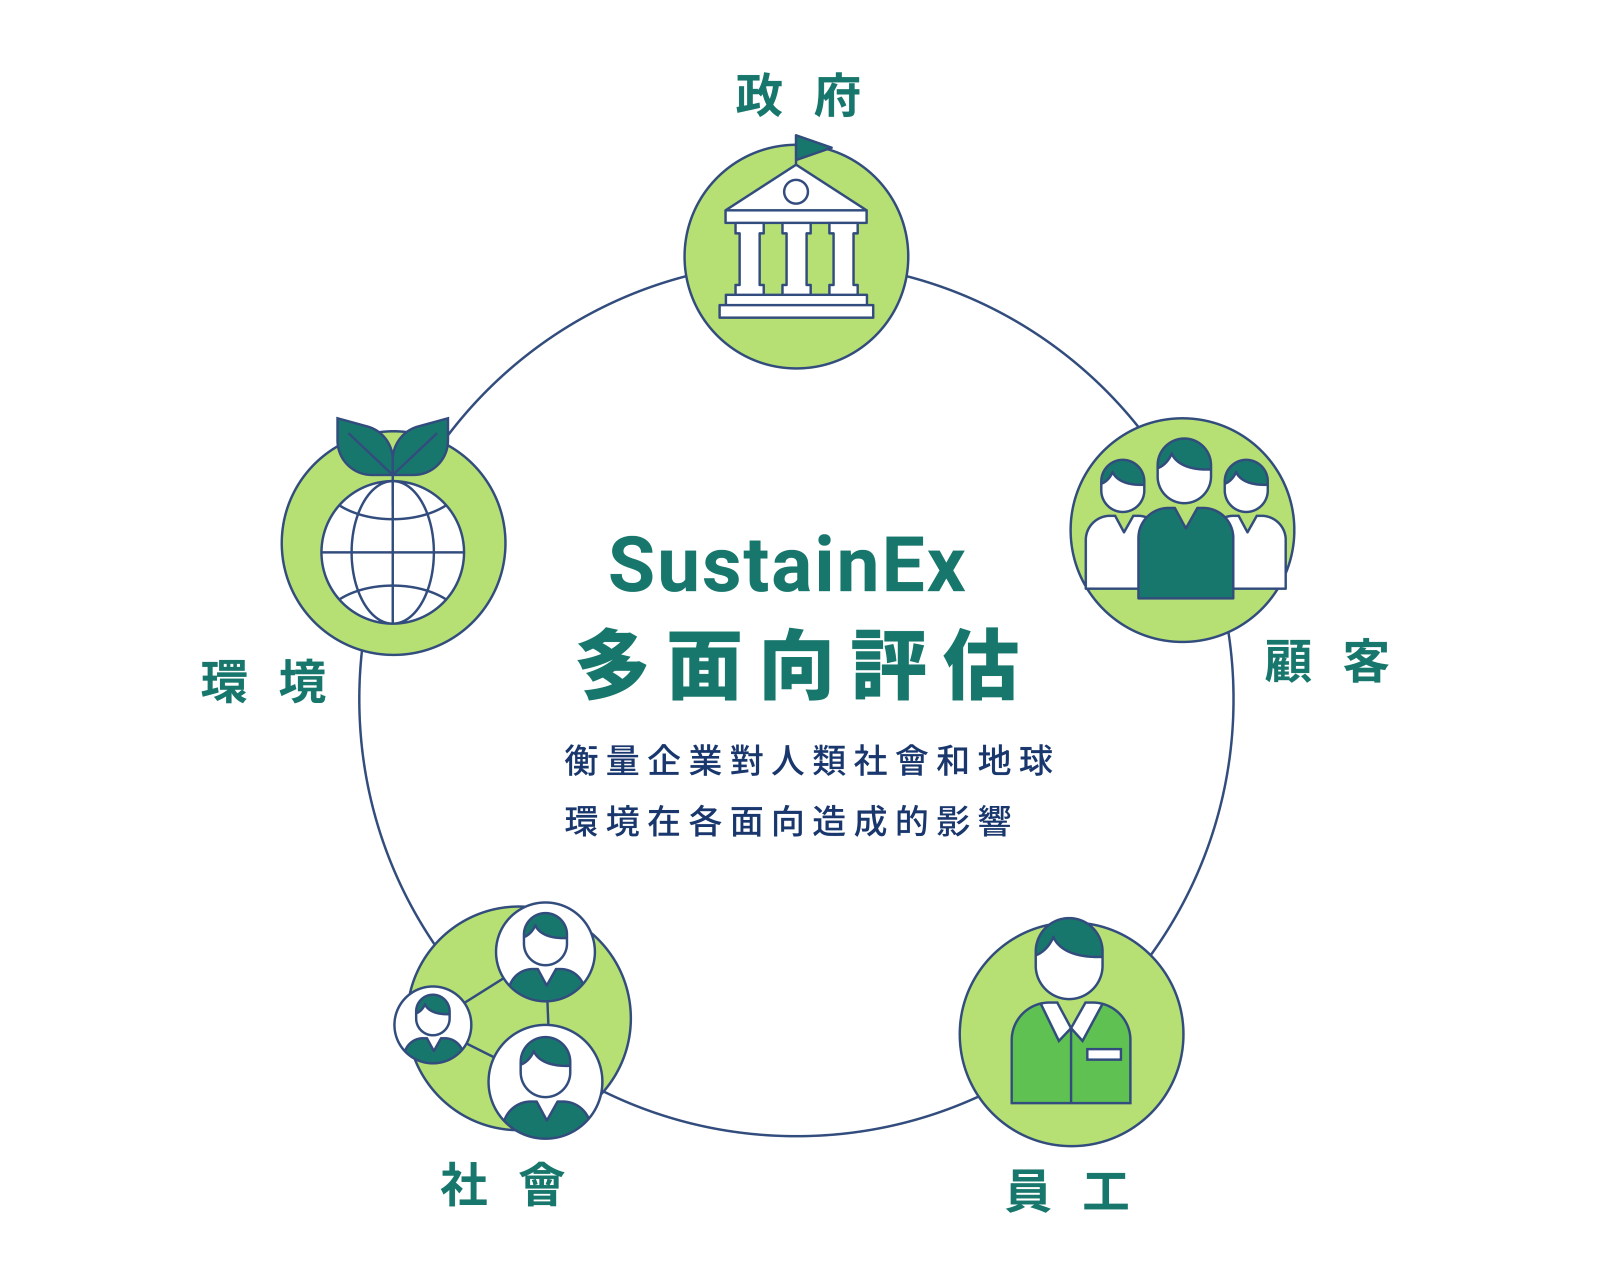 政府
環境
顧客
SustainEx
多面向評估
衡量企業對人類社會和地球
環境在各面向造成的影響
社會
員工